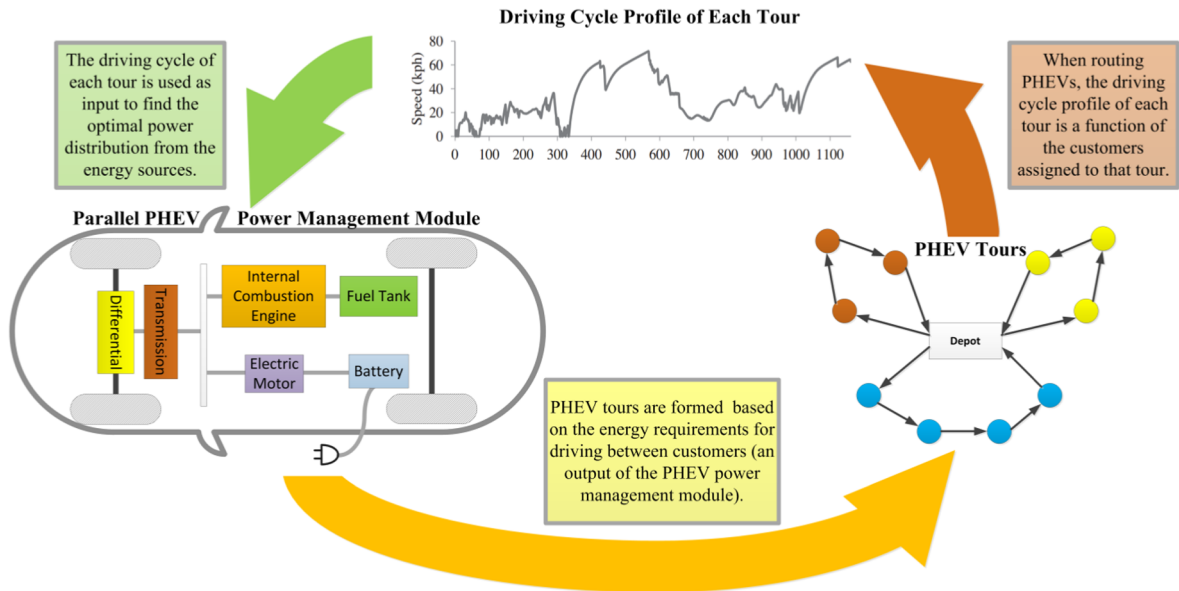 Driving Cycle Profile of Each Tour
The driving cycle of
each tour is used as
input to find the
optimal power
distribution from the
energy sources.
Speed (kph)
80
60
40
20
0
0 100 200 300 400 500 600 700 800 900 1000 1100
When routing
PHEVs, the driving
cycle profile of each
tour is a function of
the customers
assigned to that tour.
Parallel PHEV Power Management Module
Differential
Transmission
Internal
Combustion
Engine
Fuel Tank
Electric
Motor
Battery
PHEV Tours
Depot
PHEV tours are formed based
on the energy requirements for
driving between customers (an
output of the PHEV power
management module).